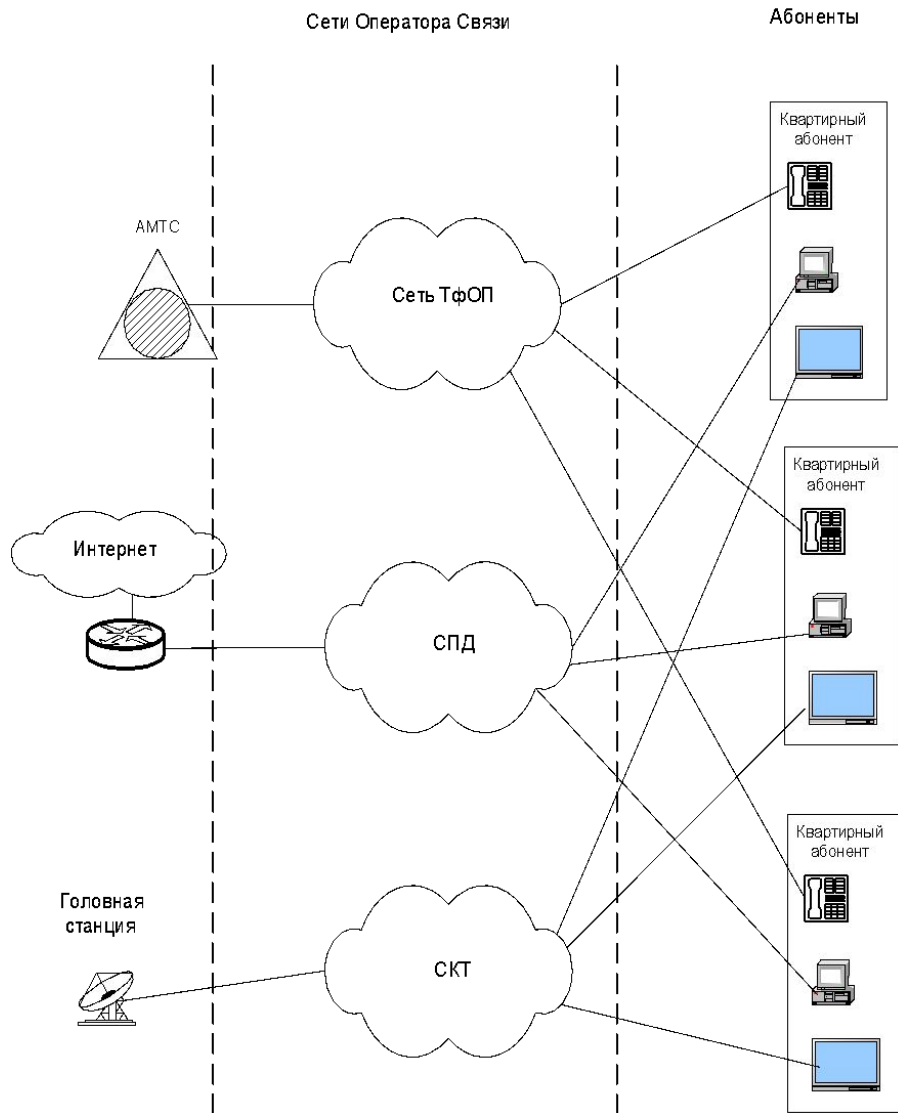 Сети Оператора Связи
Абоненты
Квартирный
абонент
АМТС
Сеть ТфОП
Квартирный
абонент
Интернет
СПД
Квартирный
абонент
Головная
станция
СКТ